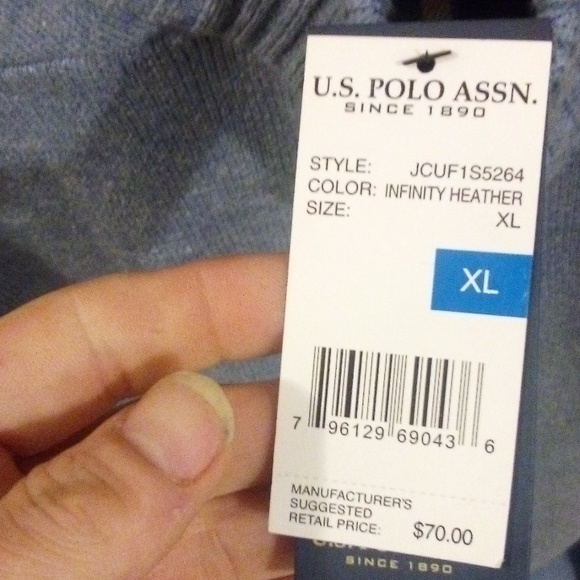 U.S. POLO ASSN.
SINCE 1890
STYLE: JCUF1S5264
COLOR: INFINITY HEATHER
SIZE: XL
XL
7 96129 69043 6
MANUFACTURER'S
SUGGESTED
RETAIL PRICE: $70.00
SINCE 1890